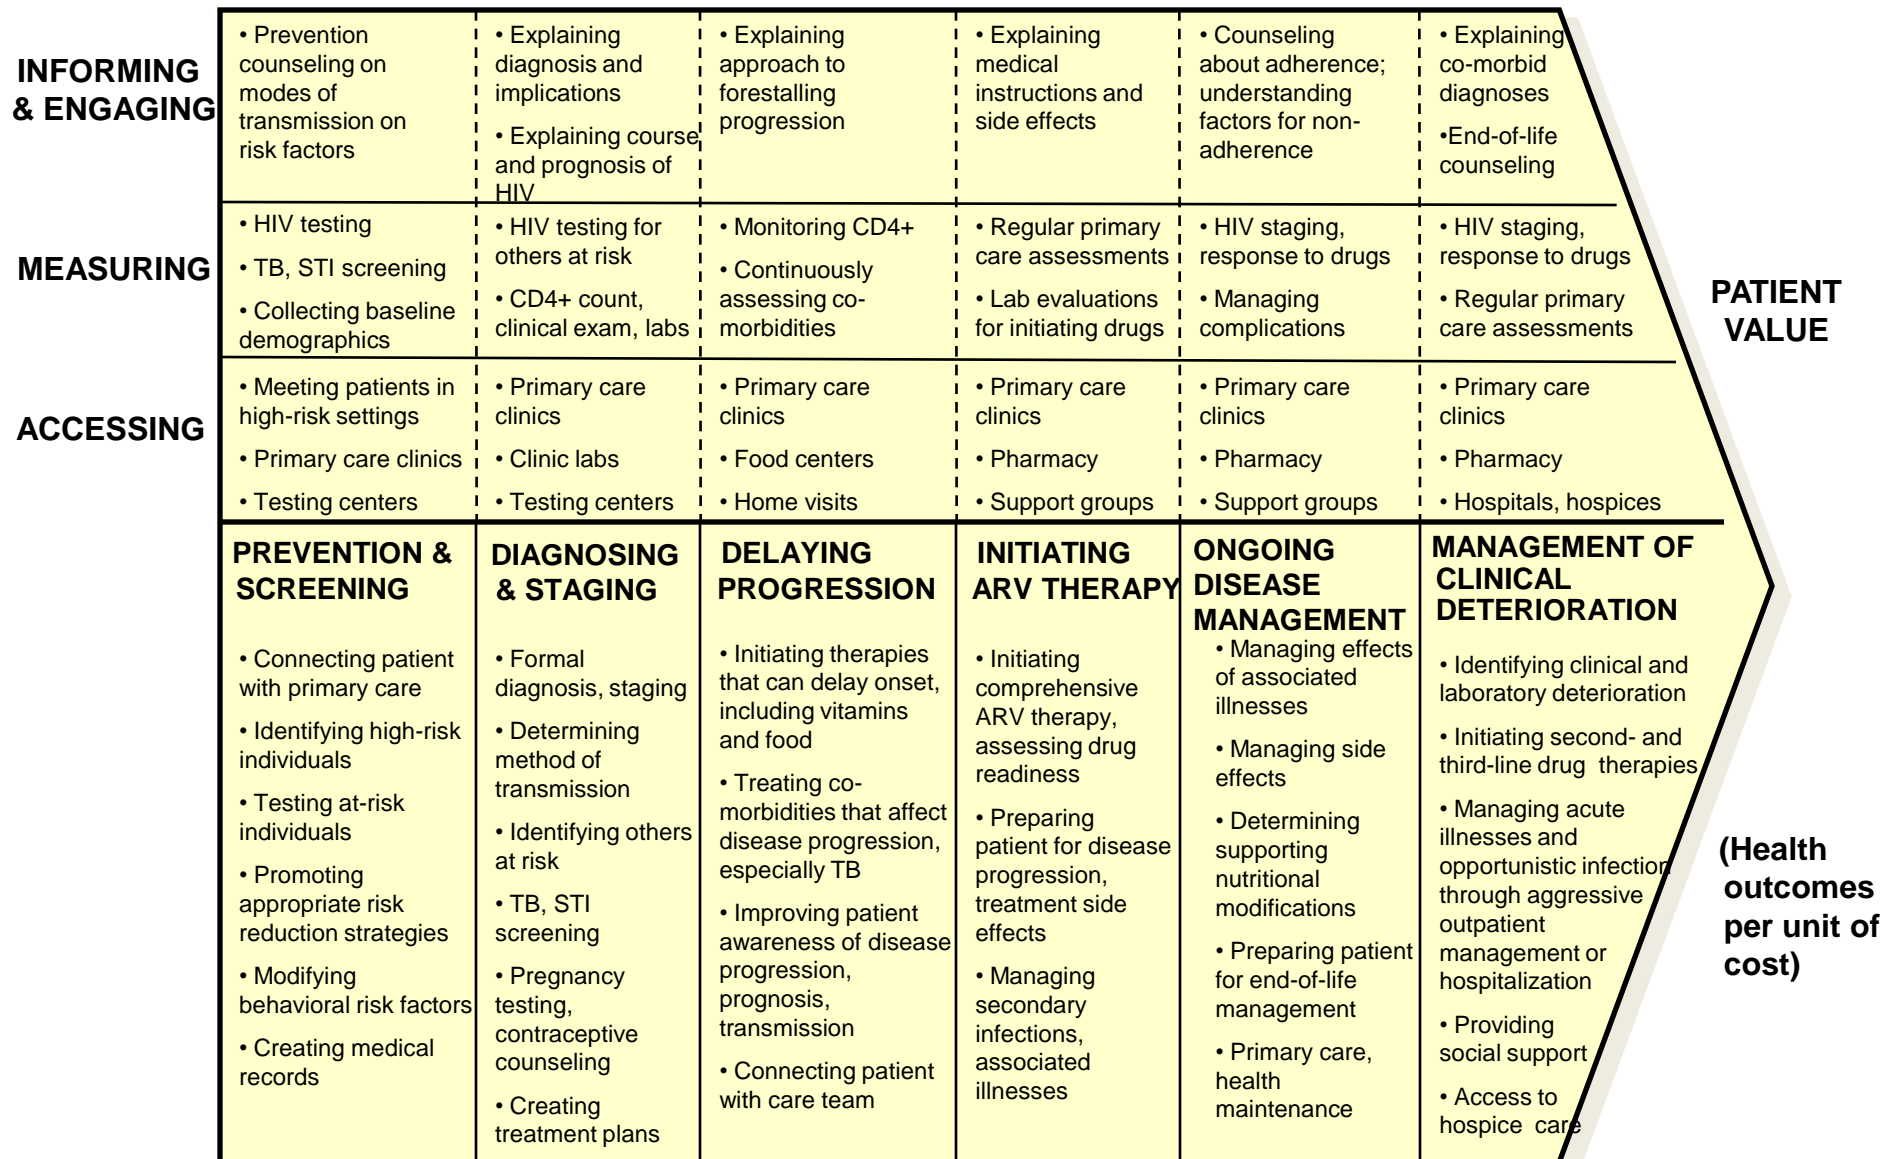 INFORMING
& ENGAGING
• Prevention
counseling on
modes of
transmission on
risk factors
• Explaining
diagnosis and
implications
• Explaining course
and prognosis of
HIV
• Explaining
approach to
forestalling
progression
• Explaining
medical
instructions and
side effects
• Counseling
about adherence;
understanding
factors for non-
adherence
• Explaining
co-morbid
diagnoses
•End-of-life
counseling
MEASURING
• HIV testing
• TB, STI screening
• Collecting baseline
demographics
• HIV testing for
others at risk
• CD4+ count,
clinical exam, labs
• Monitoring CD4+
• Continuously
assessing co-
morbidities
• Regular primary
care assessments
• Lab evaluations
for initiating drugs
• HIV staging,
response to drugs
• Managing
complications
• HIV staging,
response to drugs
• Regular primary
care assessments
ACCESSING
• Meeting patients in
high-risk settings
• Primary care clinics
• Testing centers
• Primary care
clinics
• Clinic labs
• Testing centers
• Primary care
clinics
• Food centers
• Home visits
• Primary care
clinics
• Pharmacy
• Support groups
• Primary care
clinics
• Pharmacy
• Support groups
• Primary care
clinics
• Pharmacy
• Hospitals, hospices
PREVENTION &
SCREENING
• Connecting patient
with primary care
• Identifying high-risk
individuals
• Testing at-risk
individuals
• Promoting
appropriate risk
reduction strategies
• Modifying
behavioral risk factors
• Creating medical
records
DIAGNOSING
& STAGING
• Formal
diagnosis, staging
• Determining
method of
transmission
• Identifying others
at risk
• TB, STI
screening
• Pregnancy
testing,
contraceptive
counseling
• Creating
treatment plans
DELAYING
PROGRESSION
• Initiating therapies
that can delay onset,
including vitamins
and food
• Treating co-
morbidities that affect
disease progression,
especially TB
• Improving patient
awareness of disease
progression,
prognosis,
transmission
• Connecting patient
with care team
INITIATING
ARV THERAPY
• Initiating
comprehensive
ARV therapy,
assessing drug
readiness
• Preparing
patient for disease
progression,
treatment side
effects
• Managing
secondary
infections,
associated
illnesses
ONGOING
DISEASE
MANAGEMENT
• Managing effects
of associated
illnesses
• Managing side
effects
• Determining
supporting
nutritional
modifications
• Preparing patient
for end-of-life
management
• Primary care,
health
maintenance
MANAGEMENT OF
CLINICAL
DETERIORATION
• Identifying clinical and
laboratory deterioration
• Initiating second- and
third-line drug therapies
• Managing acute
illnesses and
opportunistic infection
through aggressive
outpatient
management or
hospitalization
• Providing
social support
• Access to
hospice care
PATIENT
VALUE
(Health
outcomes
per unit of
cost)